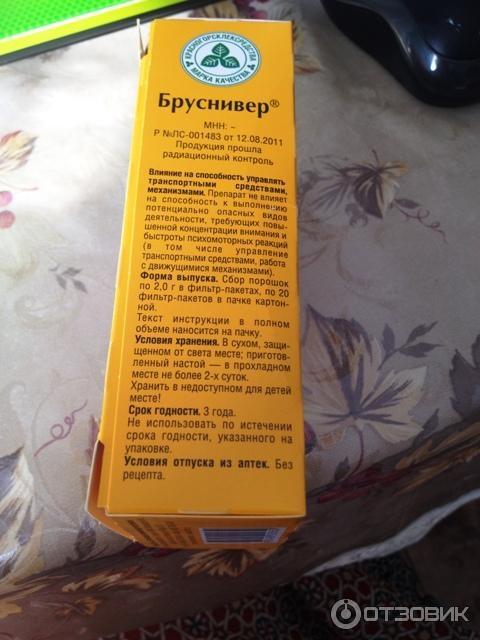 КРАСНОГОРСКЛЕКСРЕДСТВА
МАРКА КАЧЕСТВА
Бруснивер®
МНН: –
Р №ЛС-001483 от 12.08.2011
Продукция прошла
радиационный контроль
Влияние на способность управлять
транспортными средствами,
механизмами. Препарат не влияет
на способность к выполнению
потенциально опасных видов
деятельности, требующих повы-
шенной концентрации внимания и
быстроты психомоторных реакций
(в том числе управление
транспортными средствами, работа
с движущимися механизмами).
Форма выпуска. Сбор порошок
по 2,0 г в фильтр-пакетах, по 20
фильтр-пакетов в пачке картон-
ной.
Текст инструкции в полном
объеме наносится на пачку.
Условия хранения. В сухом, защи-
щенном от света месте; приготов-
ленный настой — в прохладном
месте не более 2-х суток.
Хранить в недоступном для детей
месте!
Срок годности. 3 года.
Не использовать по истечении
срока годности, указанного на
упаковке.
Условия отпуска из аптек. Без
рецепта.
ОТЗОВИК